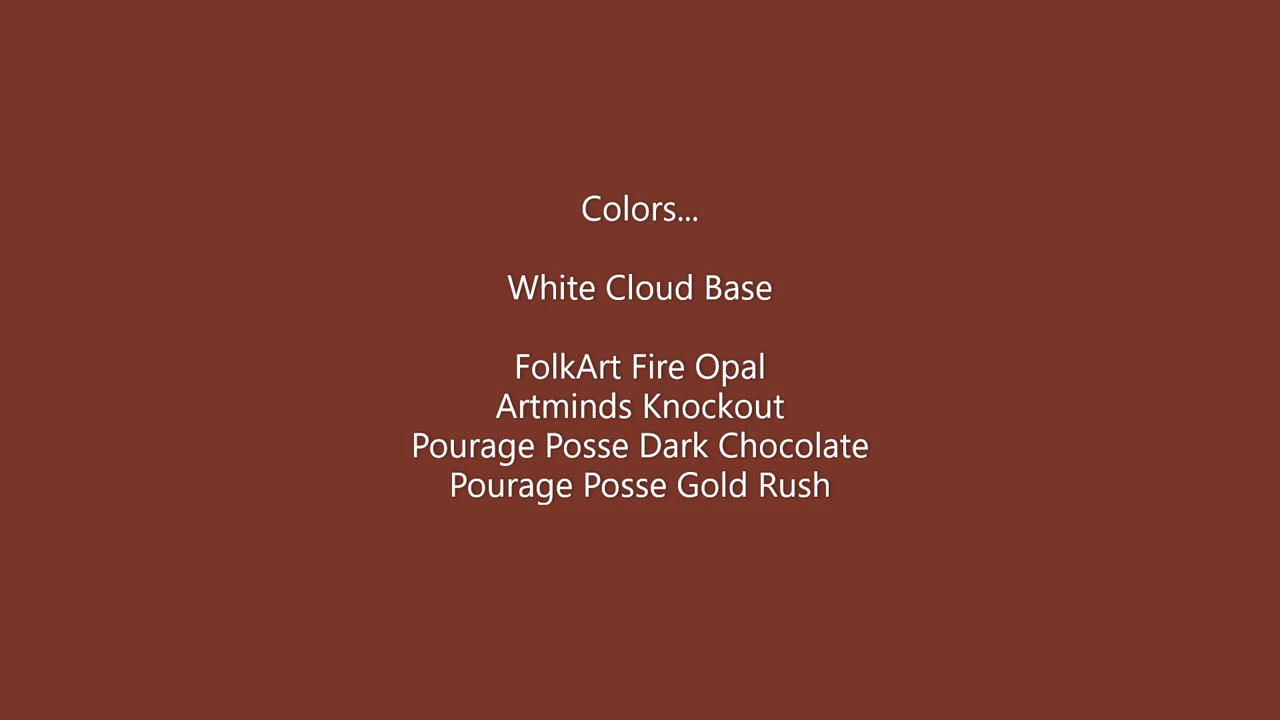 Colors...
White Cloud Base
FolkArt Fire Opal
Artminds Knockout
Pourage Posse Dark Chocolate
Pourage Posse Gold Rush